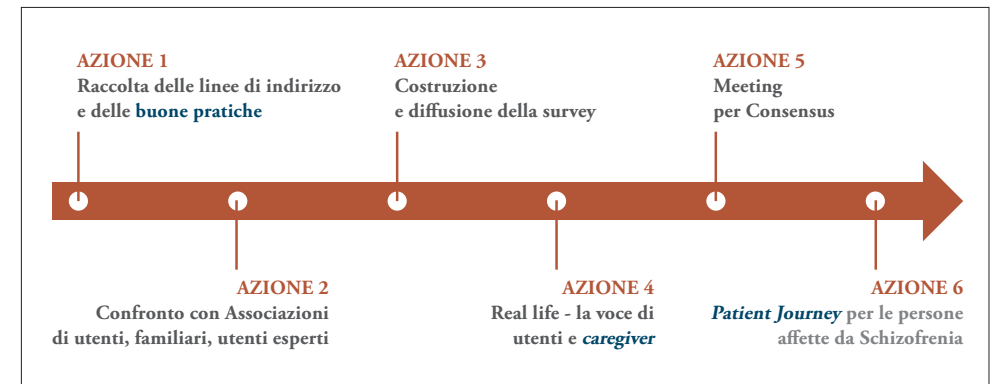 AZIONE 1
Raccolta delle linee di indirizzo
e delle buone pratiche
AZIONE 2
Confronto con Associazioni
di utenti, familiari, utenti esperti
AZIONE 3
Costruzione
e diffusione della survey
AZIONE 4
Real life - la voce di
utenti e caregiver
AZIONE 5
Meeting
per Consensus
AZIONE 6
Patient Journey per le persone
affette da Schizofrenia